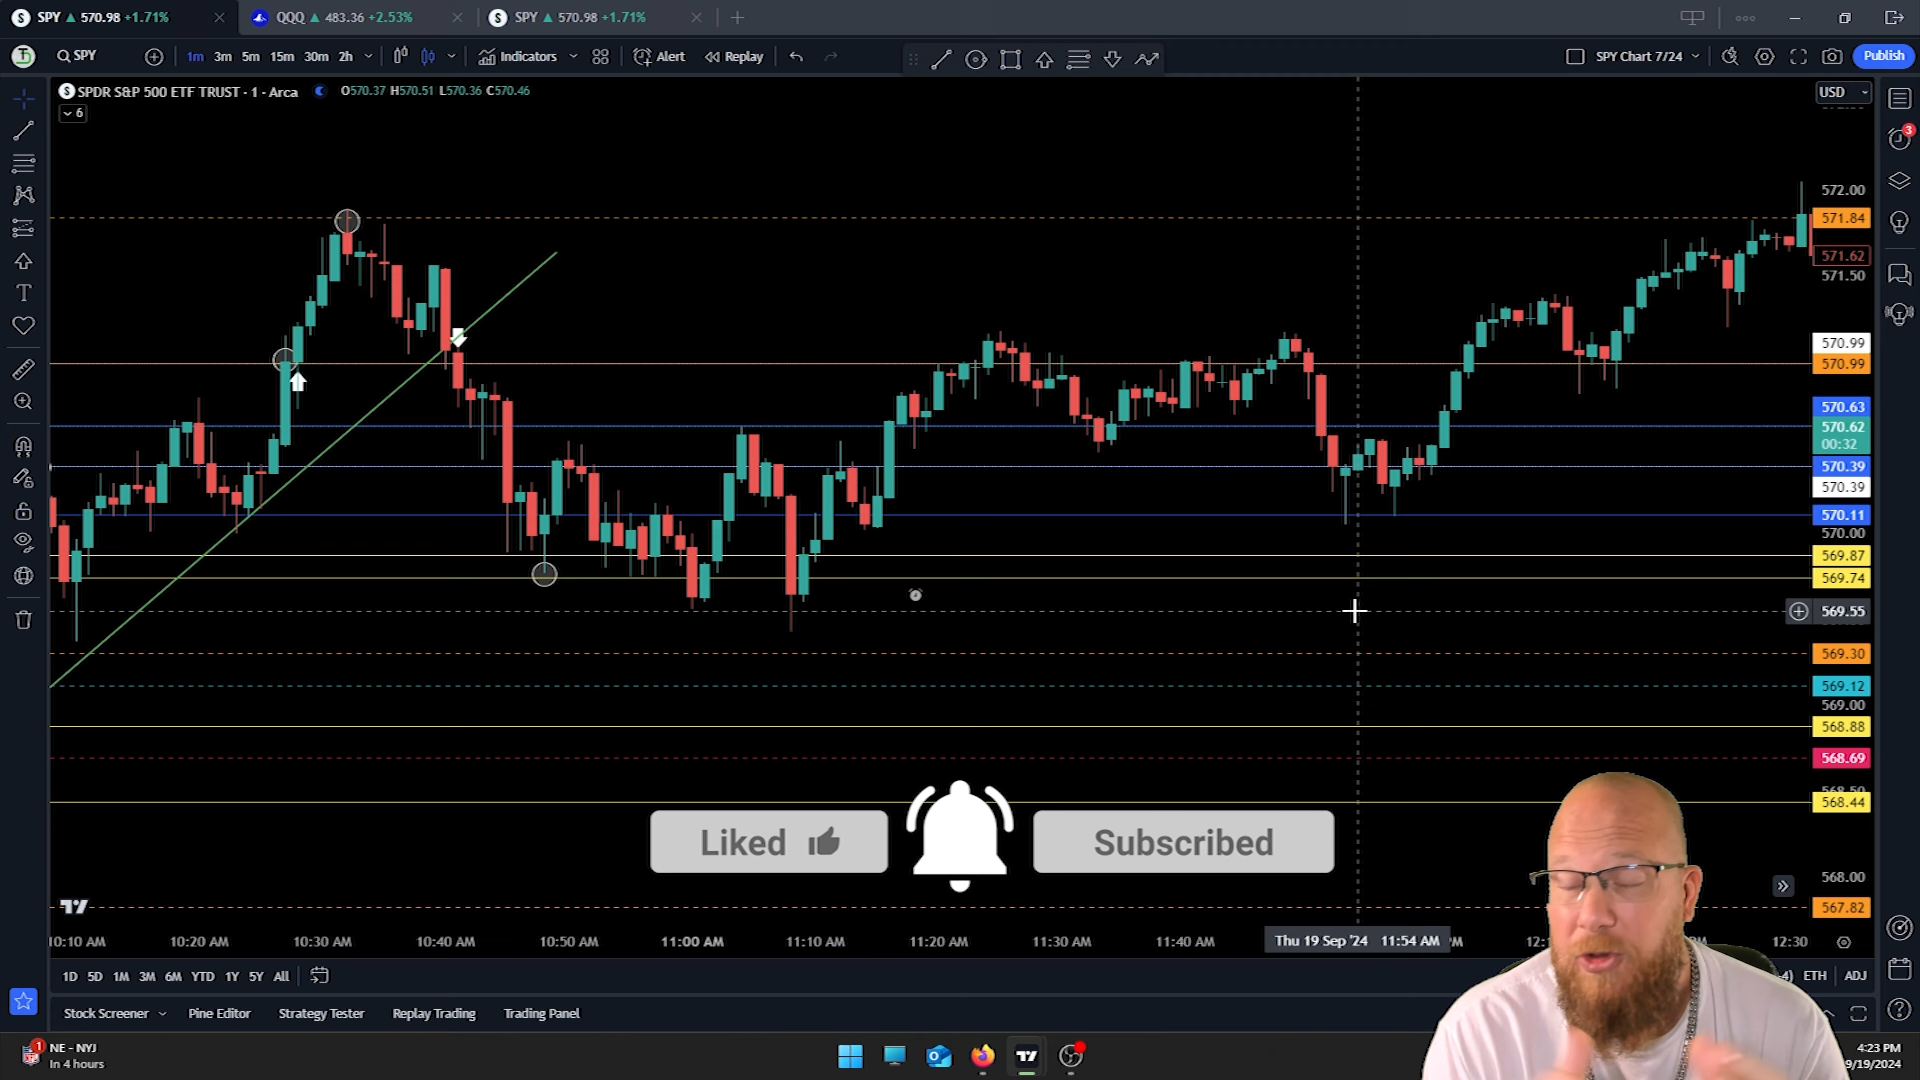 SPY ▲ 570.98 +1.71%
QQQ ▲ 483.36 +2.53%
SPY ▲ 570.98 +1.71%
SPY
1m 3m 5m 15m 30m 2h
Indicators
Alert
Replay
SPY Chart 7/24
Publish
SPDR S&P 500 ETF TRUST · 1 · Arca
O570.37 H570.51 L570.36 C570.46
USD
6
3
572.00
571.84
571.62
571.50
570.99
570.99
570.63
570.62
00:32
570.39
570.39
570.11
570.00
569.87
569.74
569.55
569.30
569.12
569.00
568.88
568.69
568.50
568.44
568.00
567.82
Liked
Subscribed
10:10 AM
10:20 AM
10:30 AM
10:40 AM
10:50 AM
11:00 AM
11:10 AM
11:20 AM
11:30 AM
11:40 AM
Thu 19 Sep '24 11:54 AM
12:30
1D 5D 1M 3M 6M YTD 1Y 5Y All
ETH
ADJ
Stock Screener
Pine Editor
Strategy Tester
Replay Trading
Trading Panel
1
NE - NYJ
In 4 hours
4:23 PM
9/19/2024